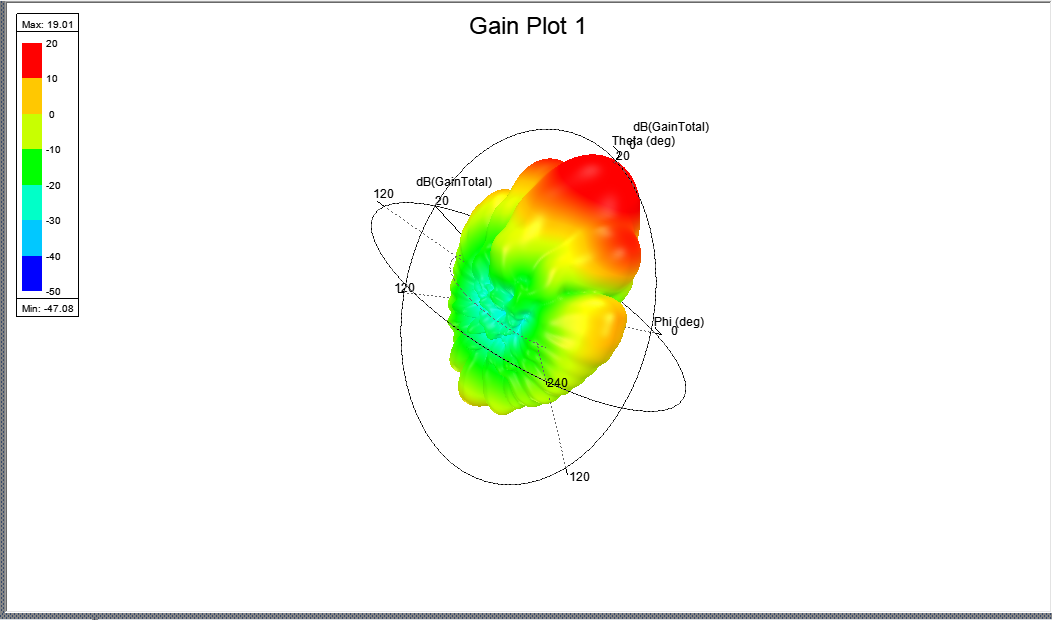 Gain Plot 1
Max: 19.01
20
10
0
-10
-20
-30
-40
-50
Min: -47.08
dB(GainTotal)
Theta (deg)
0
20
dB(GainTotal)
120
20
120
Phi (deg)
0
240
120